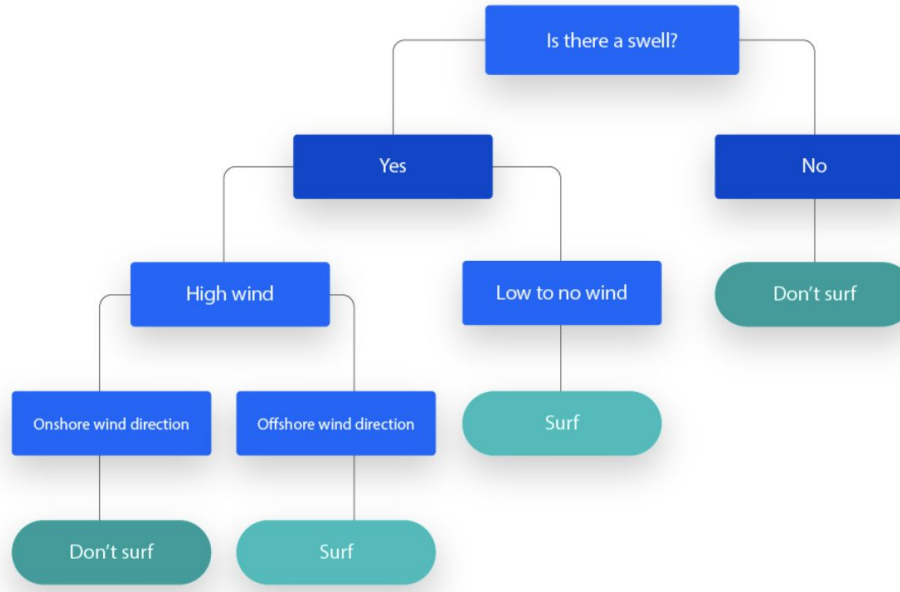 Is there a swell?
Yes
No
High wind
Low to no wind
Don’t surf
Onshore wind direction
Offshore wind direction
Surf
Don’t surf
Surf